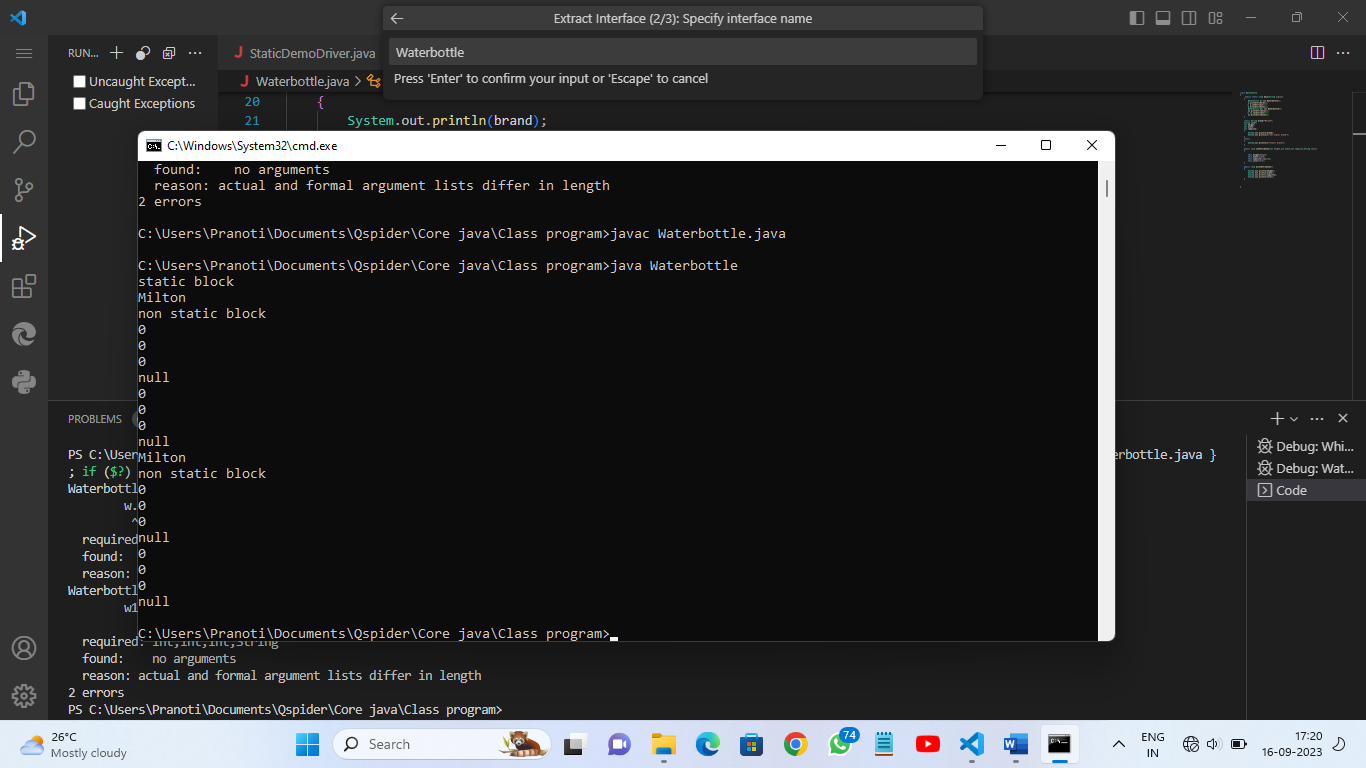 Extract Interface (2/3): Specify interface name
Waterbottle
Press 'Enter' to confirm your input or 'Escape' to cancel
RUN...
Uncaught Except...
Caught Exceptions
J StaticDemoDriver.java
J Waterbottle.java >
20 {
21 System.out.println(brand);
C:\Windows\System32\cmd.exe
found: no arguments
reason: actual and formal argument lists differ in length
2 errors
C:\Users\Pranoti\Documents\Qspider\Core java\Class program>javac Waterbottle.java
C:\Users\Pranoti\Documents\Qspider\Core java\Class program>java Waterbottle
static block
Milton
non static block
0
0
0
null
0
0
0
null
Milton
non static block
0
0
0
null
0
0
0
null
C:\Users\Pranoti\Documents\Qspider\Core java\Class program>
PROBLEMS
PS C:\User
erbottle.java }
; if ($?)
Waterbottl
w.
^
required
found:
reason:
Waterbottl
w1
required: int,int,int,String
found: no arguments
reason: actual and formal argument lists differ in length
2 errors
PS C:\Users\Pranoti\Documents\Qspider\Core java\Class program>
Debug: Whi...
Debug: Wat...
Code
26°C
Mostly cloudy
Search
74
ENG
IN
17:20
16-09-2023